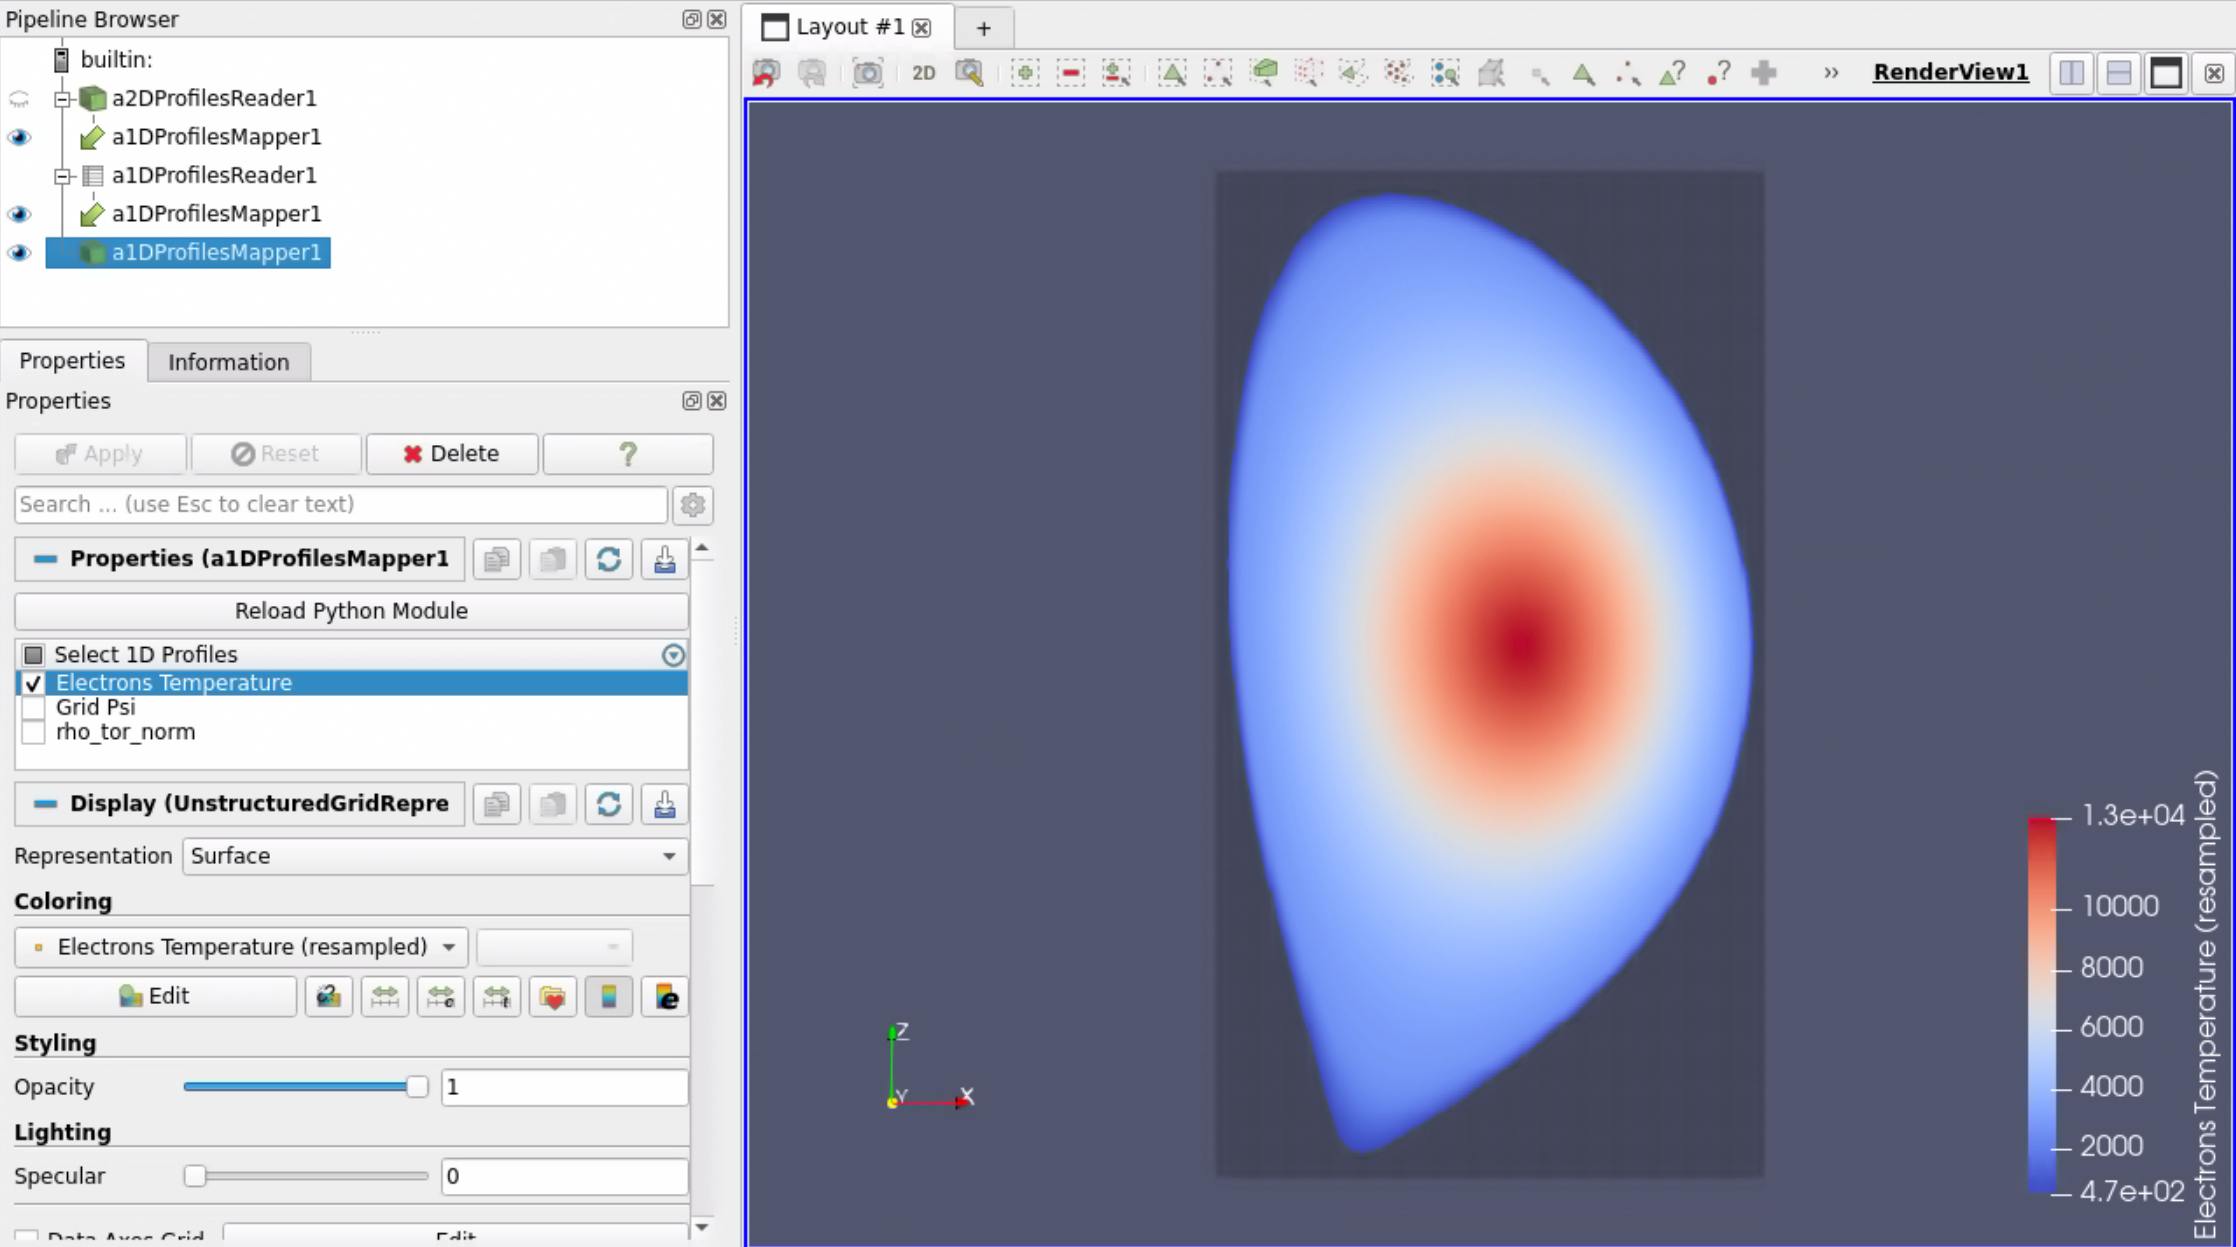 Pipeline Browser
builtin:
a2DProfilesReader1
a1DProfilesMapper1
a1DProfilesReader1
a1DProfilesMapper1
a1DProfilesMapper1
Properties
Information
Properties
Apply
Reset
Delete
?
Search ... (use Esc to clear text)
Properties (a1DProfilesMapper1
Reload Python Module
Select 1D Profiles
Electrons Temperature
Grid Psi
rho_tor_norm
Display (UnstructuredGridRepre
Representation
Surface
Coloring
Electrons Temperature (resampled)
Edit
Styling
Opacity
1
Lighting
Specular
0
Data Axes Grid
Edit
Layout #1
+
2D
RenderView1
Z
Y
X
1.3e+04
10000
8000
6000
4000
2000
4.7e+02
Electrons Temperature (resampled)